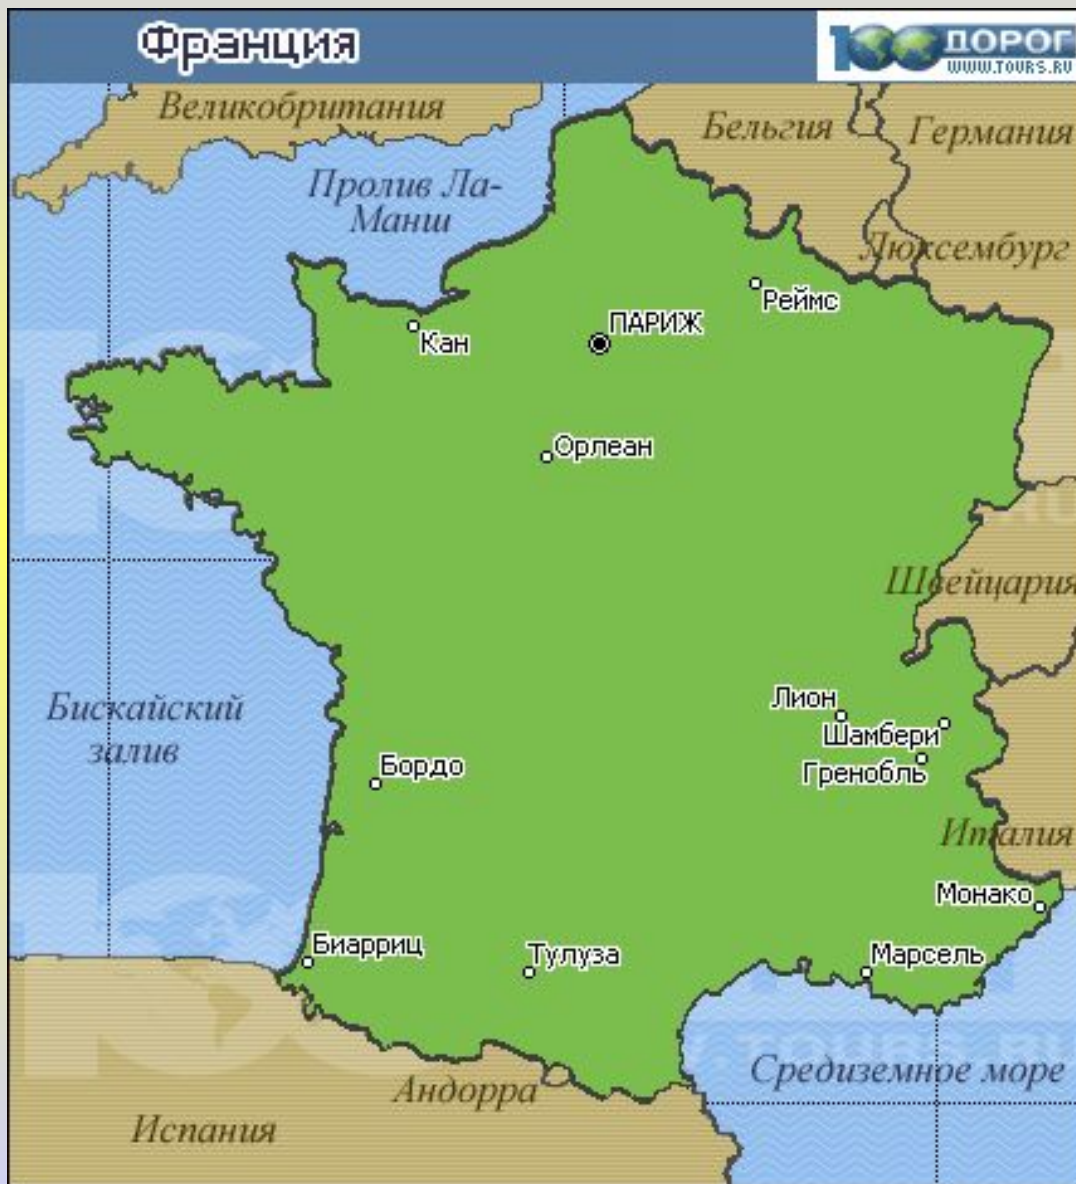 Франция
100 ДОРОГ
WWW.TOURS.RU
Великобритания
Бельгия
Германия
Пролив Ла-
Манш
Люксембург
Реймс
ПАРИЖ
Кан
Орлеан
Швейцария
Лион
Бискайский
залив
Шамбери
Бордо
Гренобль
Италия
Монако
Биарриц
Тулуза
Марсель
Средиземное море
Андорра
Испания